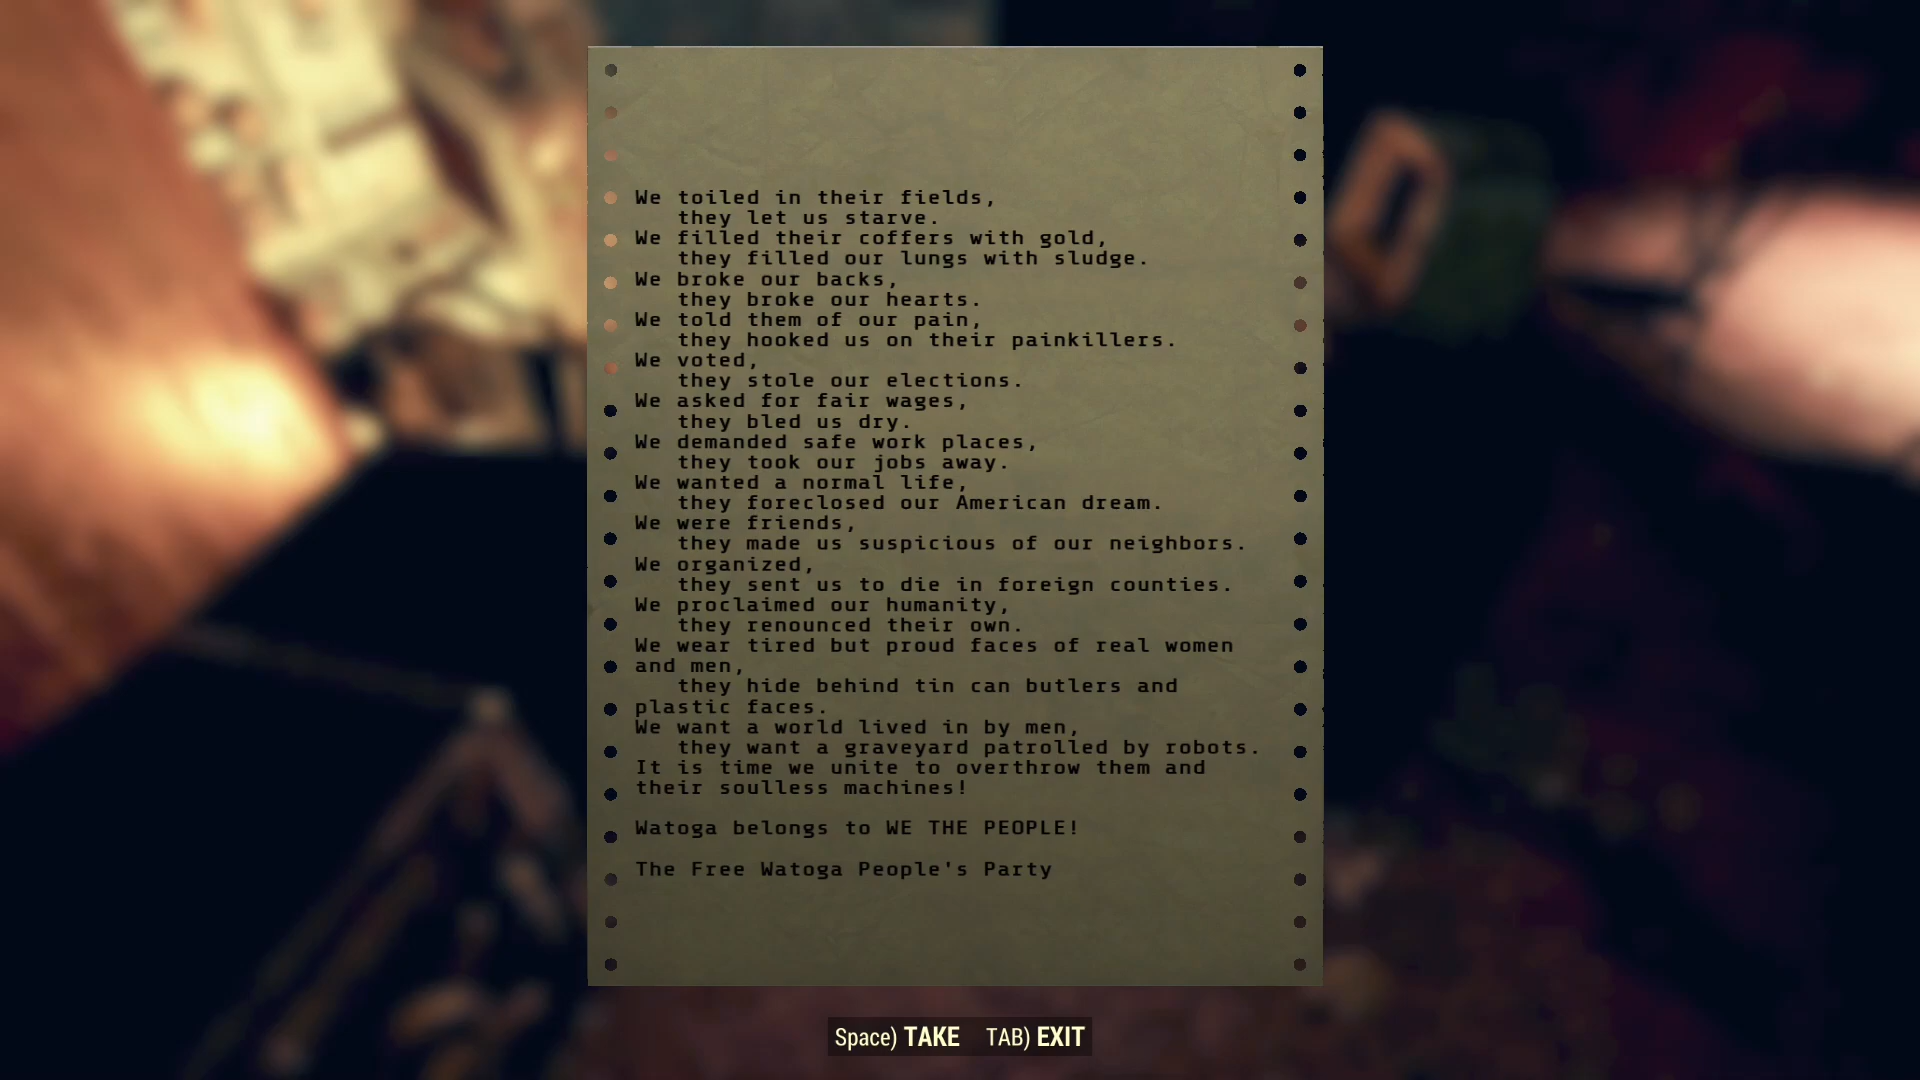 We toiled in their fields,
they let us starve.
We filled their coffers with gold,
they filled our lungs with sludge.
We broke our backs,
they broke our hearts.
We told them of our pain,
they hooked us on their painkillers.
We voted,
they stole our elections.
We asked for fair wages,
they bled us dry.
We demanded safe work places,
they took our jobs away.
We wanted a normal life,
they foreclosed our American dream.
We were friends,
they made us suspicious of our neighbors.
We organized,
they sent us to die in foreign counties.
We proclaimed our humanity,
they renounced their own.
We wear tired but proud faces of real women
and men,
they hide behind tin can butlers and
plastic faces.
We want a world lived in by men,
they want a graveyard patrolled by robots.
It is time we unite to overthrow them and
their soulless machines!
Watoga belongs to WE THE PEOPLE!
The Free Watoga People's Party
Space) TAKE TAB) EXIT